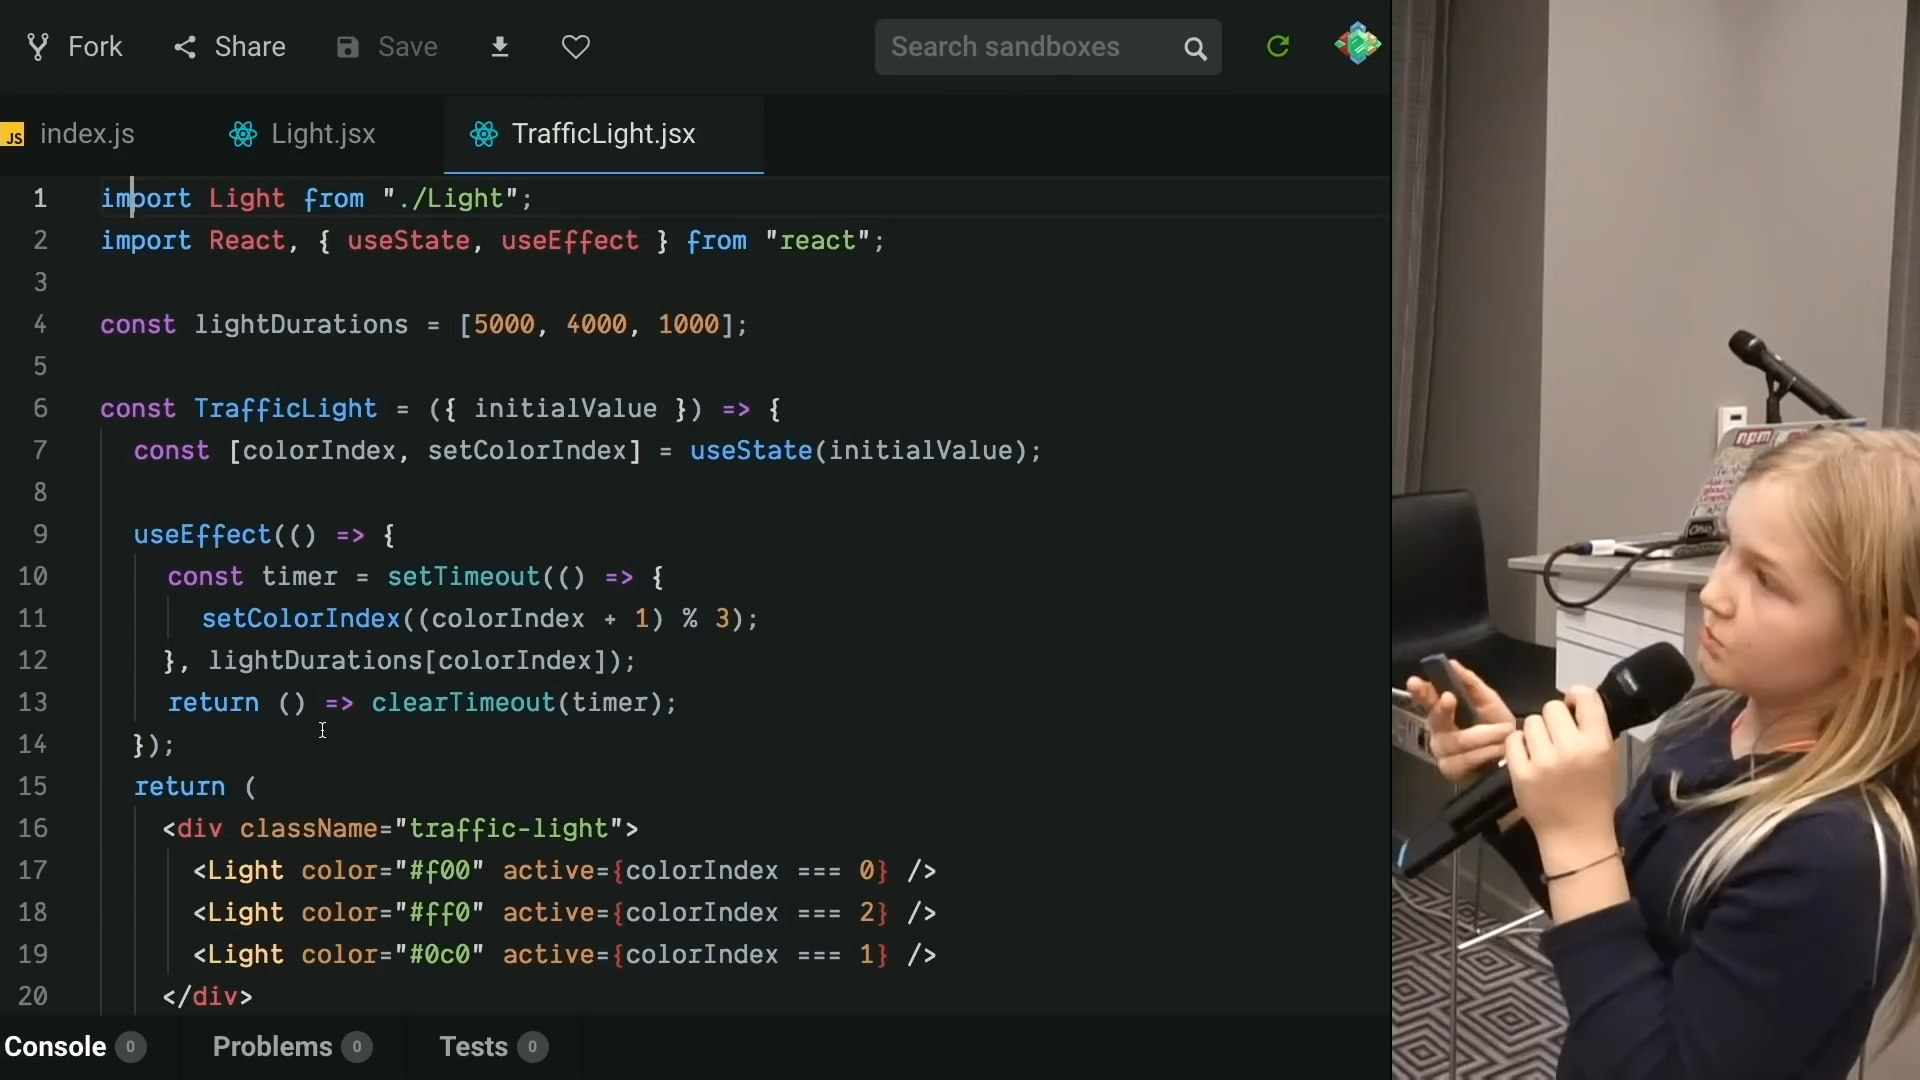 Fork Share Save Search sandboxes
JS index.js Light.jsx TrafficLight.jsx
1 import Light from "./Light";
2 import React, { useState, useEffect } from "react";
3
4 const lightDurations = [5000, 4000, 1000];
5
6 const TrafficLight = ({ initialValue }) => {
7 const [colorIndex, setColorIndex] = useState(initialValue);
8
9 useEffect(() => {
10 const timer = setTimeout(() => {
11 setColorIndex((colorIndex + 1) % 3);
12 }, lightDurations[colorIndex]);
13 return () => clearTimeout(timer);
14 });
15 return (
16 <div className="traffic-light">
17 <Light color="#f00" active={colorIndex === 0} />
18 <Light color="#ff0" active={colorIndex === 2} />
19 <Light color="#0c0" active={colorIndex === 1} />
20 </div>
Console 0 Problems 0 Tests 0
npm